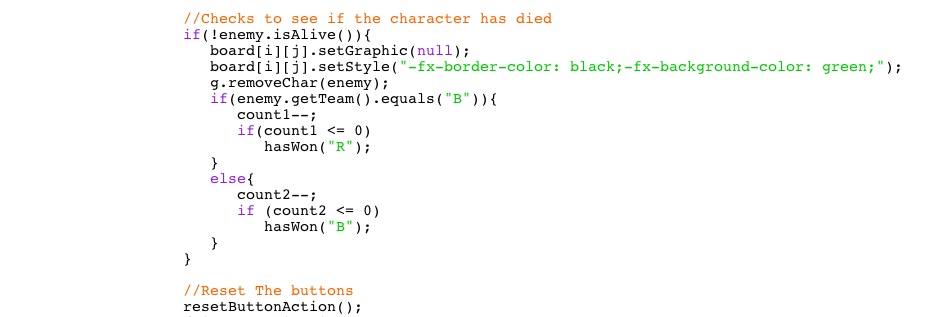 //Checks to see if the character has died
if(!enemy.isAlive()){
   board[i][j].setGraphic(null);
   board[i][j].setStyle("-fx-border-color: black;-fx-background-color: green;");
   g.removeChar(enemy);
   if(enemy.getTeam().equals("B")){
      count1--;
      if(count1 <= 0)
         hasWon("R");
   }
   else{
      count2--;
      if (count2 <= 0)
         hasWon("B");
   }
}

//Reset The buttons
resetButtonAction();